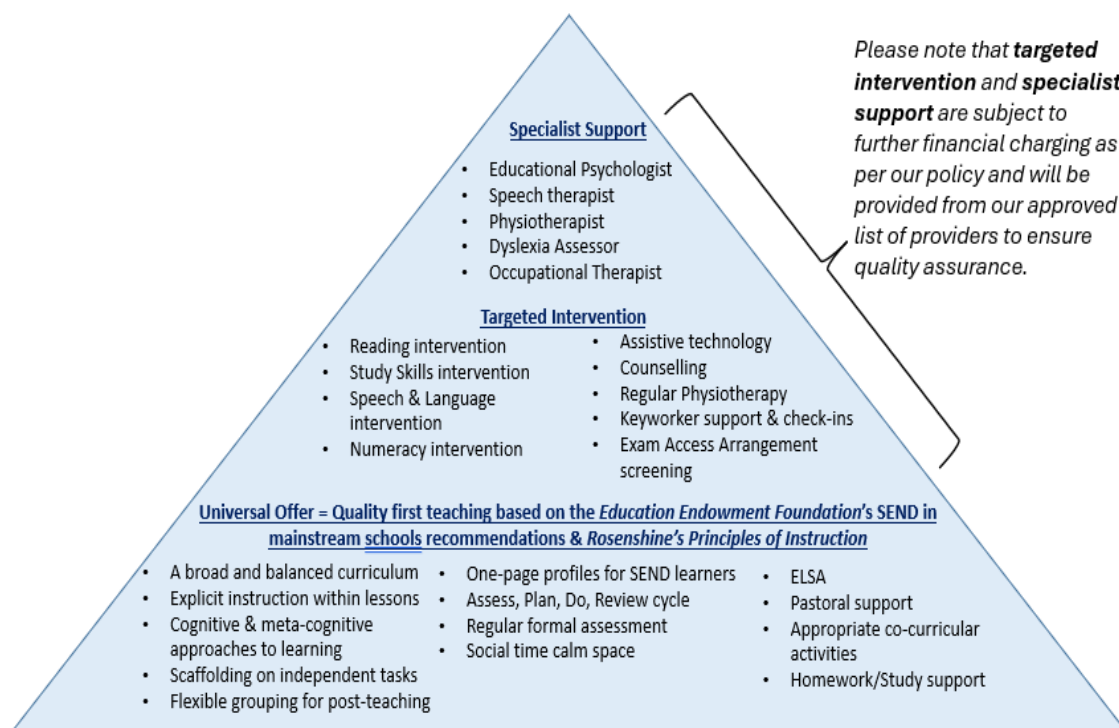 Please note that targeted
intervention and specialist
support are subject to
further financial charging as
per our policy and will be
provided from our approved
list of providers to ensure
quality assurance.
Specialist Support
• Educational Psychologist
• Speech therapist
• Physiotherapist
• Dyslexia Assessor
• Occupational Therapist
Targeted Intervention
• Reading intervention
• Study Skills intervention
• Speech & Language
intervention
• Numeracy intervention
• Assistive technology
• Counselling
• Regular Physiotherapy
• Keyworker support & check-ins
• Exam Access Arrangement
screening
Universal Offer = Quality first teaching based on the Education Endowment Foundation's SEND in
mainstream schools recommendations & Rosenshine's Principles of Instruction
• A broad and balanced curriculum
• Explicit instruction within lessons
• Cognitive & meta-cognitive
approaches to learning
• Scaffolding on independent tasks
• Flexible grouping for post-teaching
• One-page profiles for SEND learners
• Assess, Plan, Do, Review cycle
• Regular formal assessment
• Social time calm space
• ELSA
• Pastoral support
• Appropriate co-curricular
activities
• Homework/Study support